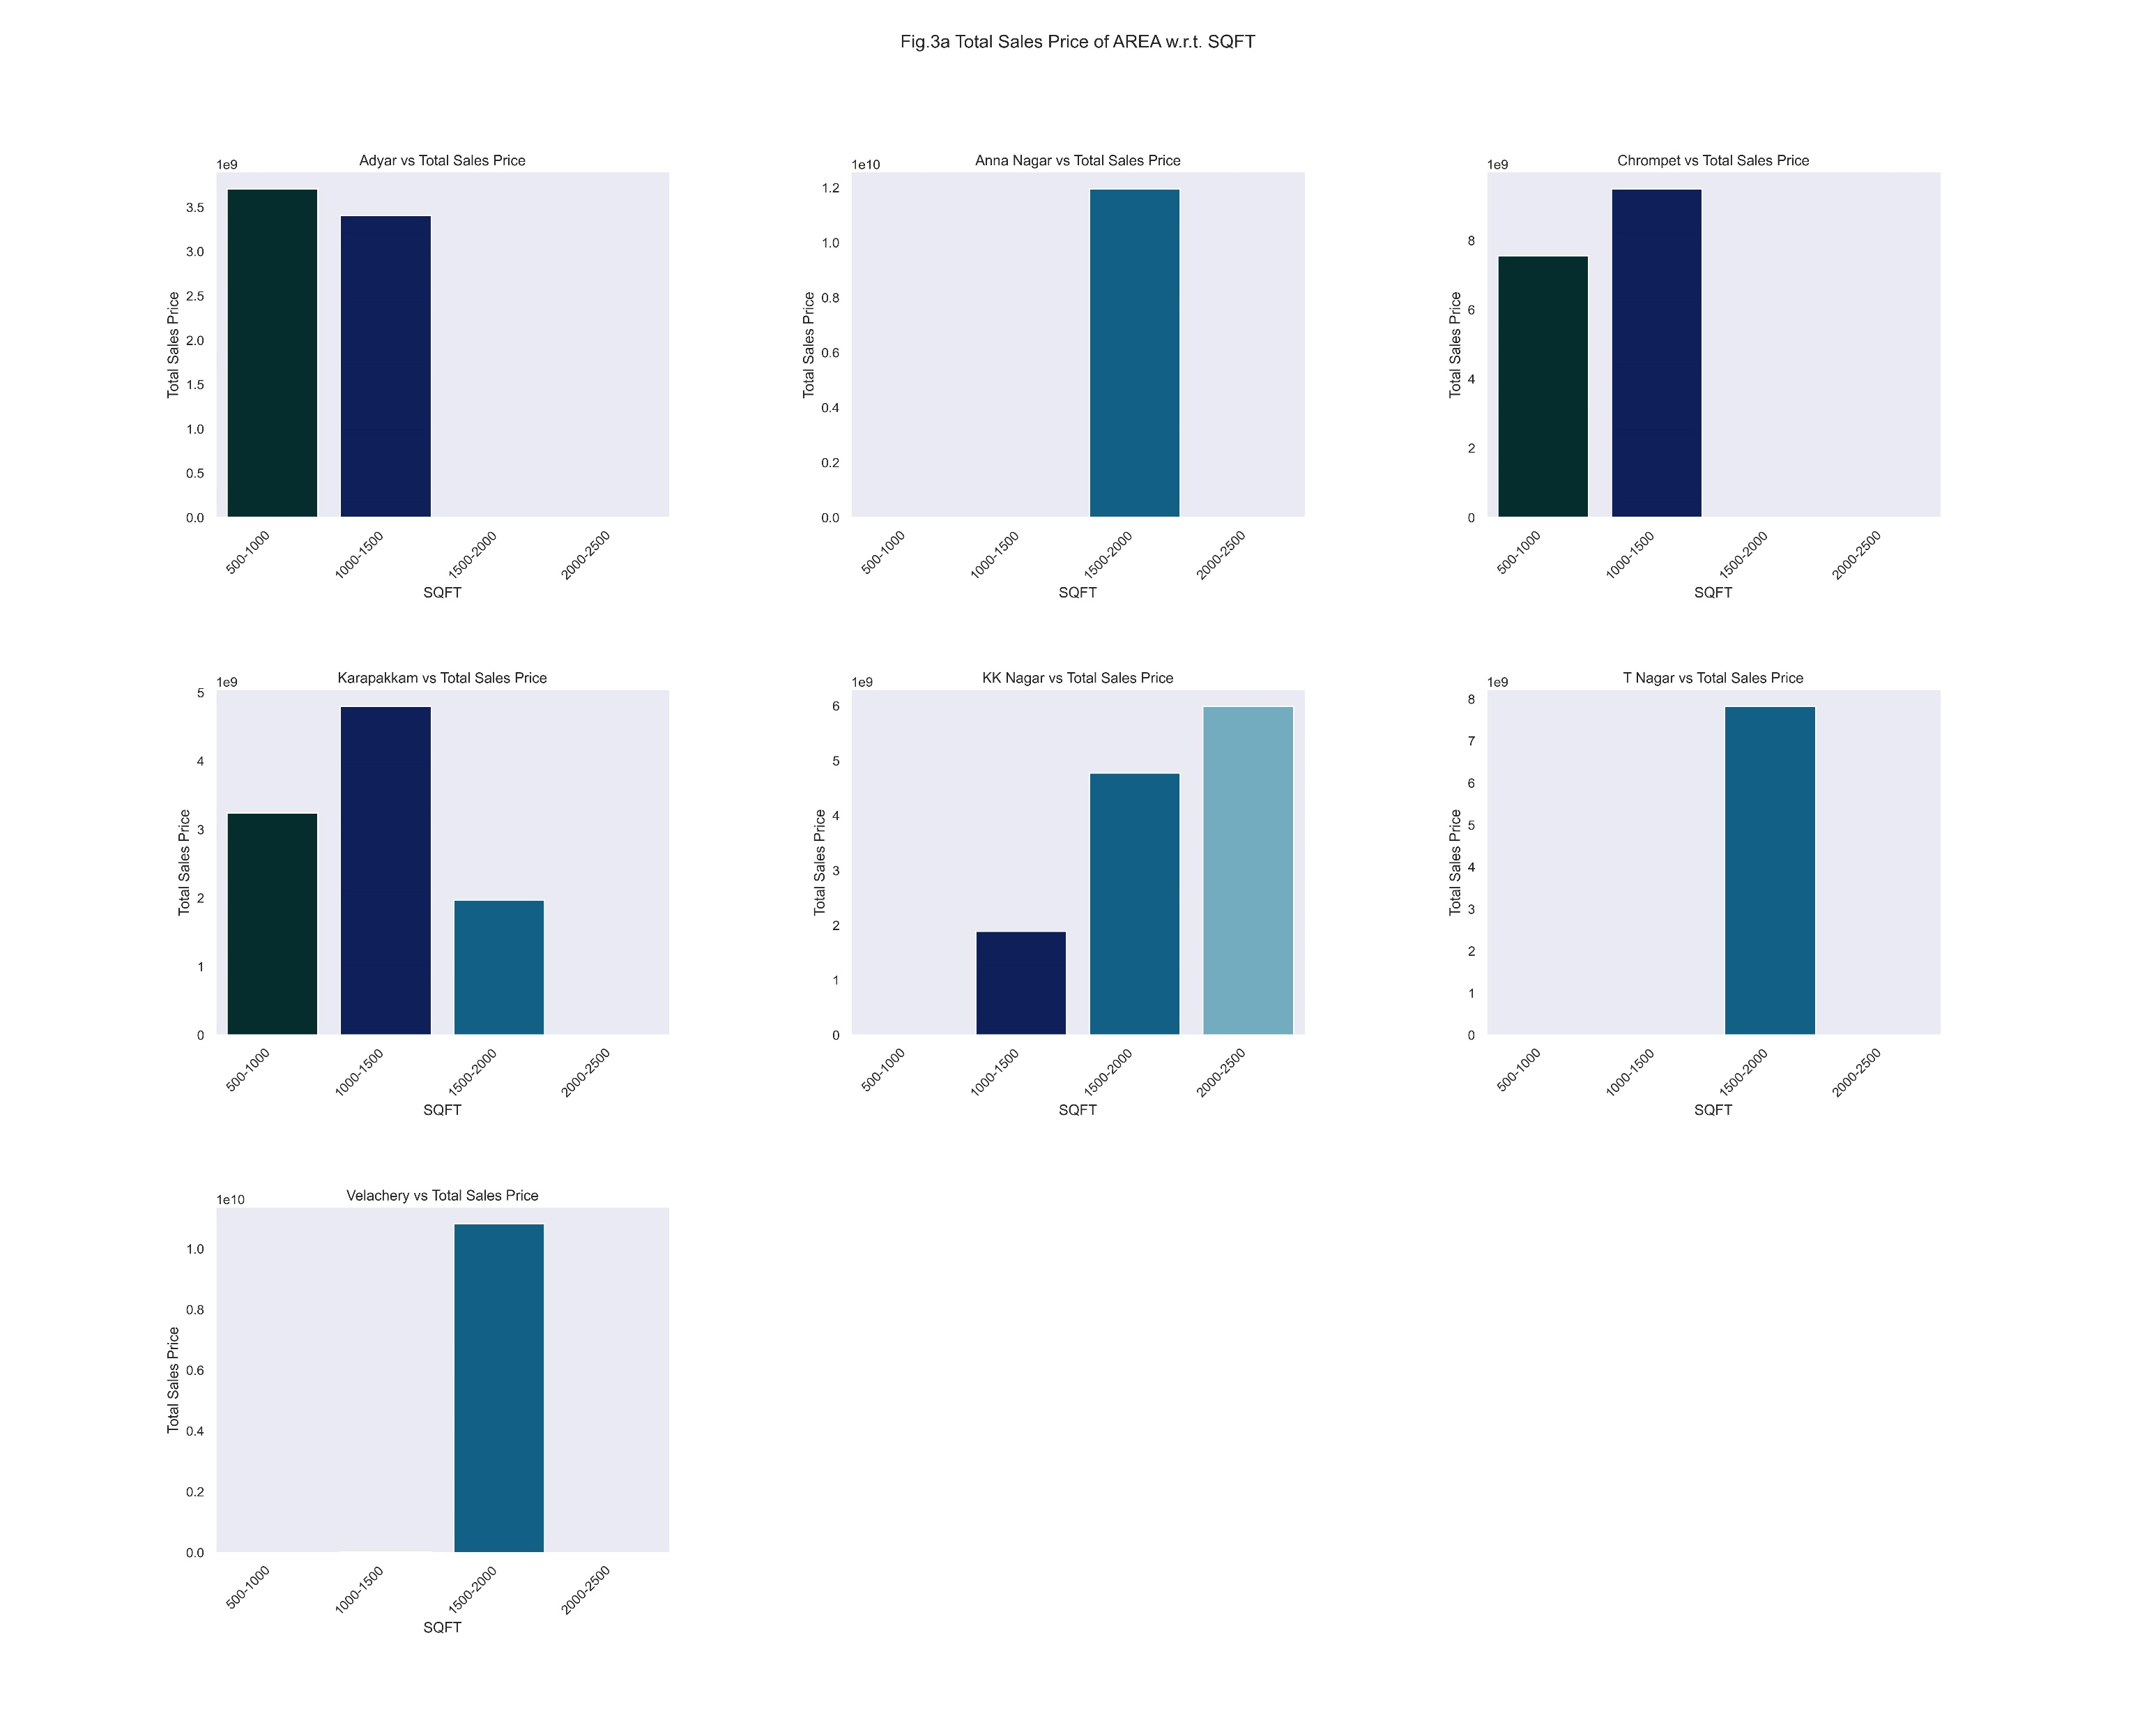 Fig.3a Total Sales Price of AREA w.r.t. SQFT
Adyar vs Total Sales Price
1e9
3.5
3.0
2.5
2.0
1.5
1.0
0.5
0.0
Total Sales Price
500-1000
1000-1500
1500-2000
2000-2500
SQFT
Anna Nagar vs Total Sales Price
1e10
1.2
1.0
0.8
0.6
0.4
0.2
0.0
Total Sales Price
500-1000
1000-1500
1500-2000
2000-2500
SQFT
Chrompet vs Total Sales Price
1e9
8
6
4
2
0
Total Sales Price
500-1000
1000-1500
1500-2000
2000-2500
SQFT
Karapakkam vs Total Sales Price
1e9
5
4
3
2
1
0
Total Sales Price
500-1000
1000-1500
1500-2000
2000-2500
SQFT
KK Nagar vs Total Sales Price
1e9
6
5
4
3
2
1
0
Total Sales Price
500-1000
1000-1500
1500-2000
2000-2500
SQFT
T Nagar vs Total Sales Price
1e9
8
7
6
5
4
3
2
1
0
Total Sales Price
500-1000
1000-1500
1500-2000
2000-2500
SQFT
Velachery vs Total Sales Price
1e10
1.0
0.8
0.6
0.4
0.2
0.0
Total Sales Price
500-1000
1000-1500
1500-2000
2000-2500
SQFT